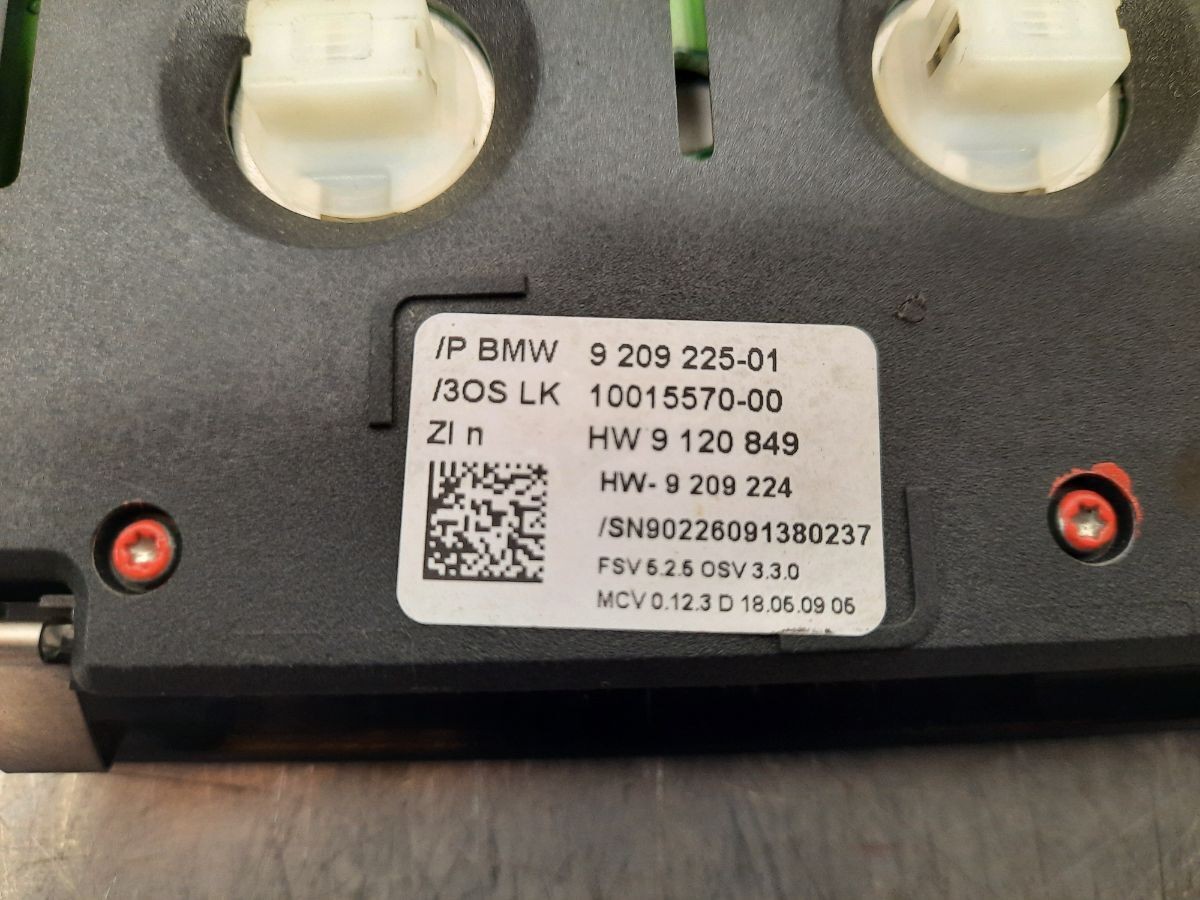 /P BMW 9 209 225-01
/3OS LK 10015570-00
ZI n HW 9 120 849
HW- 9 209 224
/SN90226091380237
FSV 5.2.5 OSV 3.3.0
MCV 0.12.3 D 18.05.09 05